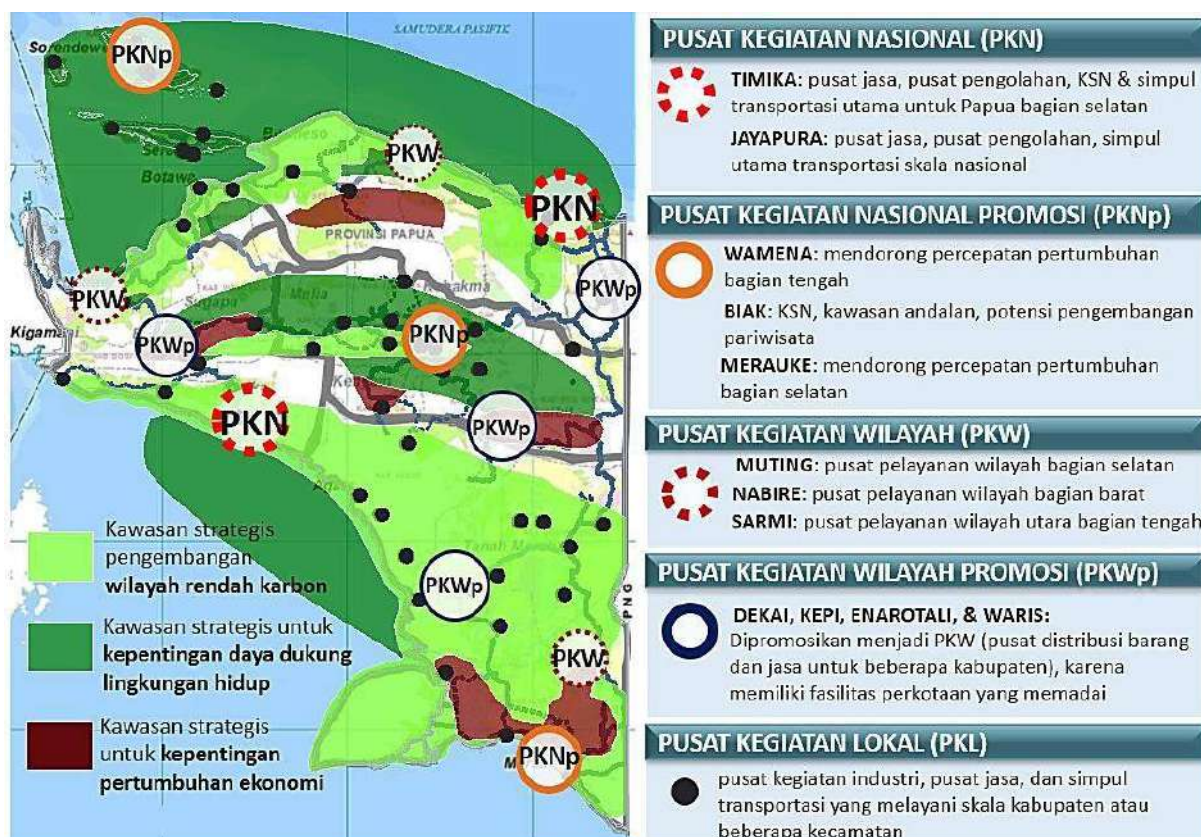 SAMUDERA PASIFIK
PKNp
PKW
PKN
PROVINSI PAPUA
PKW
PKWp
Sugapa
Kigamani
PKWp
PKNp
PKN
PKWp
PNG
PKWp
PKW
PKNp
Kawasan strategis
pengembangan
wilayah rendah karbon
Kawasan strategis untuk
kepentingan daya dukung
lingkungan hidup
Kawasan strategis
untuk kepentingan
pertumbuhan ekonomi
PUSAT KEGIATAN NASIONAL (PKN)
TIMIKA: pusat jasa, pusat pengolahan, KSN & simpul
transportasi utama untuk Papua bagian selatan
JAYAPURA: pusat jasa, pusat pengolahan, simpul
utama transportasi skala nasional
PUSAT KEGIATAN NASIONAL PROMOSI (PKNp)
WAMENA: mendorong percepatan pertumbuhan
bagian tengah
BIAK: KSN, kawasan andalan, potensi pengembangan
pariwisata
MERAUKE: mendorong percepatan pertumbuhan
bagian selatan
PUSAT KEGIATAN WILAYAH (PKW)
MUTING: pusat pelayanan wilayah bagian selatan
NABIRE: pusat pelayanan wilayah bagian barat
SARMI: pusat pelayanan wilayah utara bagian tengah
PUSAT KEGIATAN WILAYAH PROMOSI (PKWp)
DEKAI, KEPI, ENAROTALI, & WARIS:
Dipromosikan menjadi PKW (pusat distribusi barang
dan jasa untuk beberapa kabupaten), karena
memiliki fasilitas perkotaan yang memadai
PUSAT KEGIATAN LOKAL (PKL)
pusat kegiatan industri, pusat jasa, dan simpul
transportasi yang melayani skala kabupaten atau
beberapa kecamatan